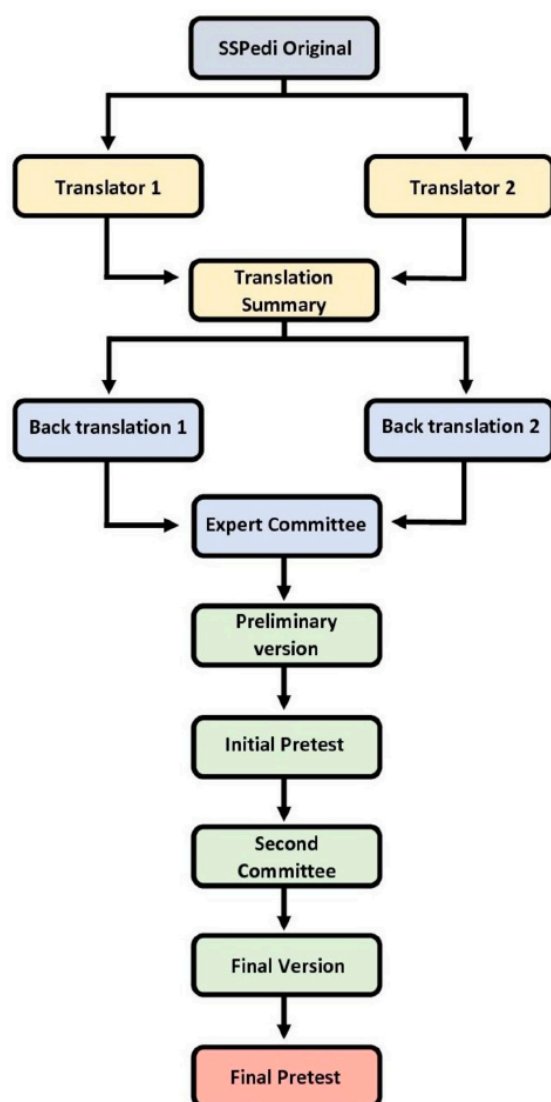 SSPedi Original
Translator 1
Translator 2
Translation
Summary
Back translation 1
Back translation 2
Expert Committee
Preliminary
version
Initial Pretest
Second
Committee
Final Version
Final Pretest